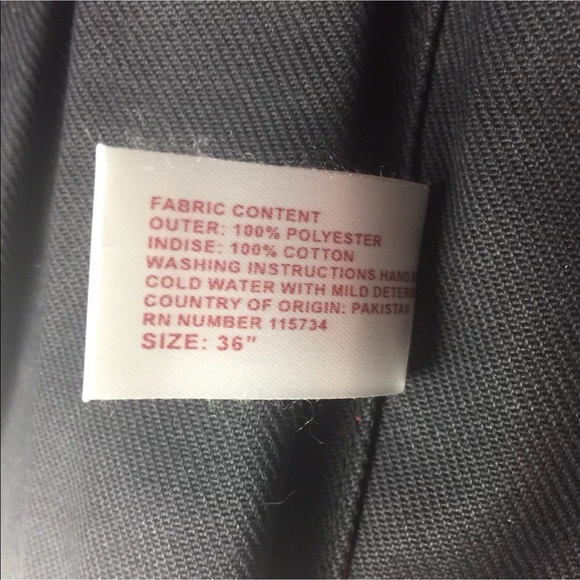 FABRIC CONTENT
OUTER: 100% POLYESTER
INDISE: 100% COTTON
WASHING INSTRUCTIONS HAND
COLD WATER WITH MILD
COUNTRY OF ORIGIN: PAKISTAN
RN NUMBER 115734
SIZE: 36"